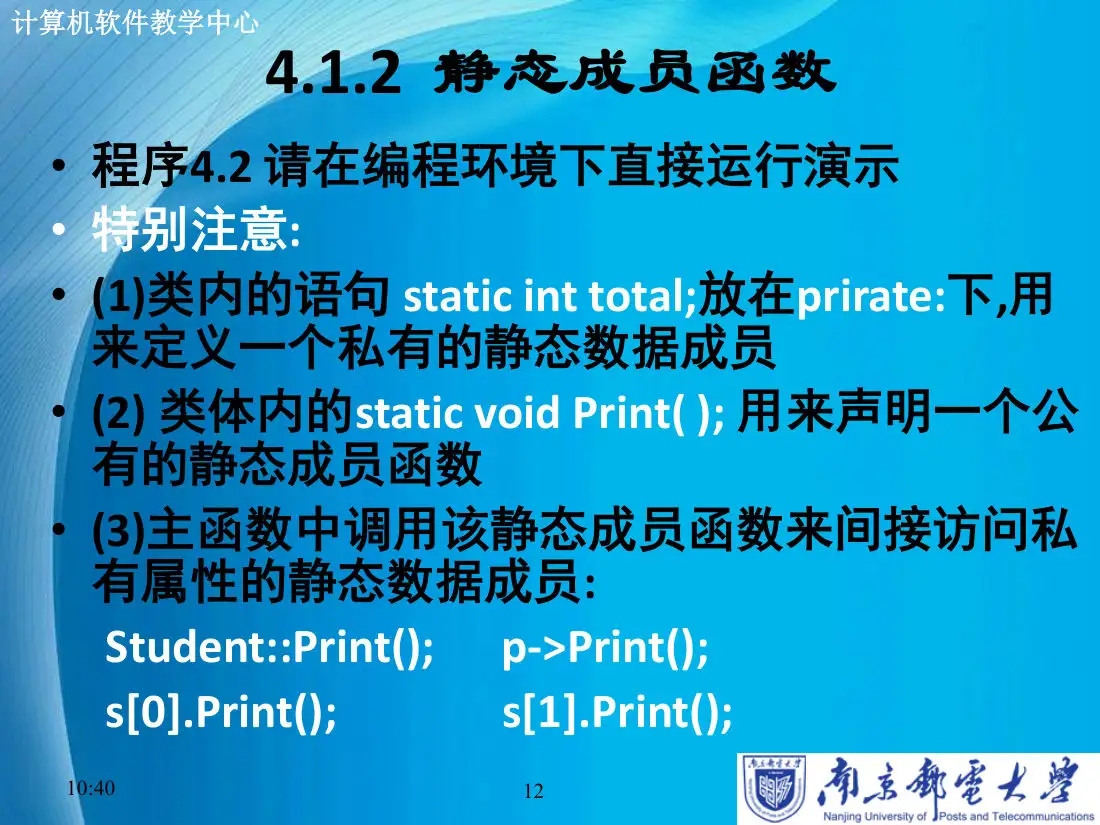 计算机软件教学中心
4.1.2 静态成员函数
• 程序4.2 请在编程环境下直接运行演示
• 特别注意:
• (1)类内的语句 static int total;放在prirate:下,用
来定义一个私有的静态数据成员
• (2) 类体内的static void Print( ); 用来声明一个公
有的静态成员函数
• (3)主函数中调用该静态成员函数来间接访问私
有属性的静态数据成员:
Student::Print(); p->Print();
s[0].Print(); s[1].Print();
10:40
12
南京郵電大學
Nanjing University of Posts and Telecommunications